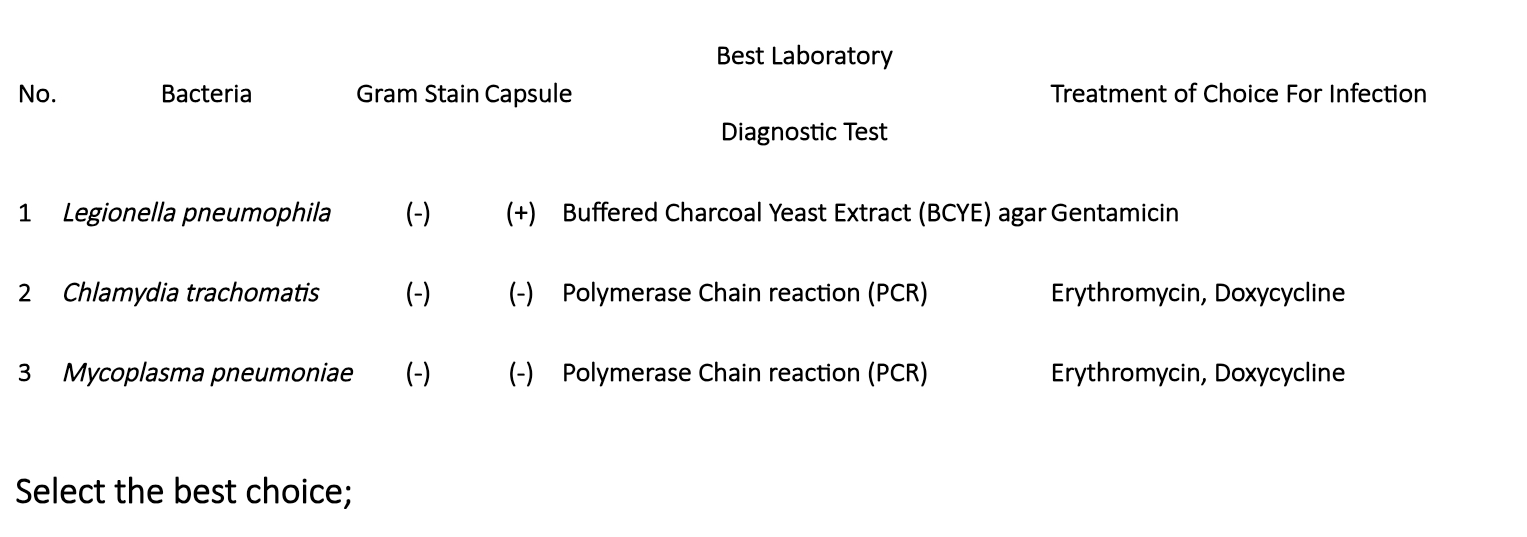 Best Laboratory
No. Bacteria Gram Stain Capsule Treatment of Choice For Infection
Diagnostic Test
1 Legionella pneumophila (-) (+) Buffered Charcoal Yeast Extract (BCYE) agar Gentamicin
2 Chlamydia trachomatis (-) (-) Polymerase Chain reaction (PCR) Erythromycin, Doxycycline
3 Mycoplasma pneumoniae (-) (-) Polymerase Chain reaction (PCR) Erythromycin, Doxycycline
Select the best choice;